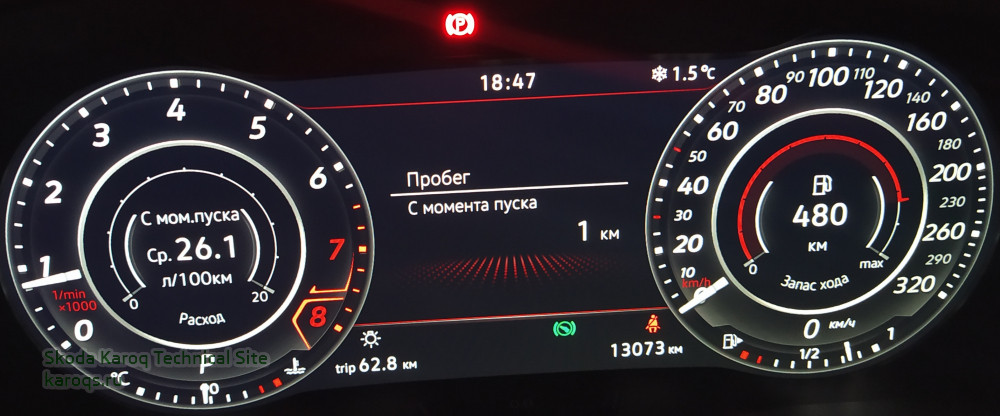 18:47
1.5°C
0 1 2 3 4 5 6 7 8
1/min
×1000
С мом.пуска
Ср. 26.1
л/100км
0 20
Расход
°C
P
Пробег
С момента пуска
1 км
trip 62.8 км
13073 км
0 10 20 30 40 50 60 70 80 90 100 110 120 140 160 180 200 230 260 290 320
km/h
480
км
0 max
Запас хода
0 км/ч
1/2 1
Skoda Karoq Technical Site
karoqs.ru